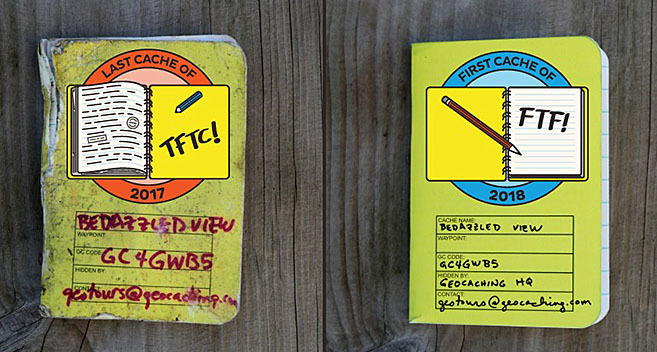 LAST CACHE OF
TFTC!
2017
BEDAZZLED VIEW
WAYPOINT:
GC CODE:
GC4GWB5
HIDDEN BY:
CONTACT:
geotours@geocaching.com
FIRST CACHE OF
FTF!
2018
CACHE NAME:
BEDAZZLED VIEW
WAYPOINT:
GC CODE:
GC4GWB5
HIDDEN BY:
GEOCACHING HQ
CONTACT:
geotours@geocaching.com